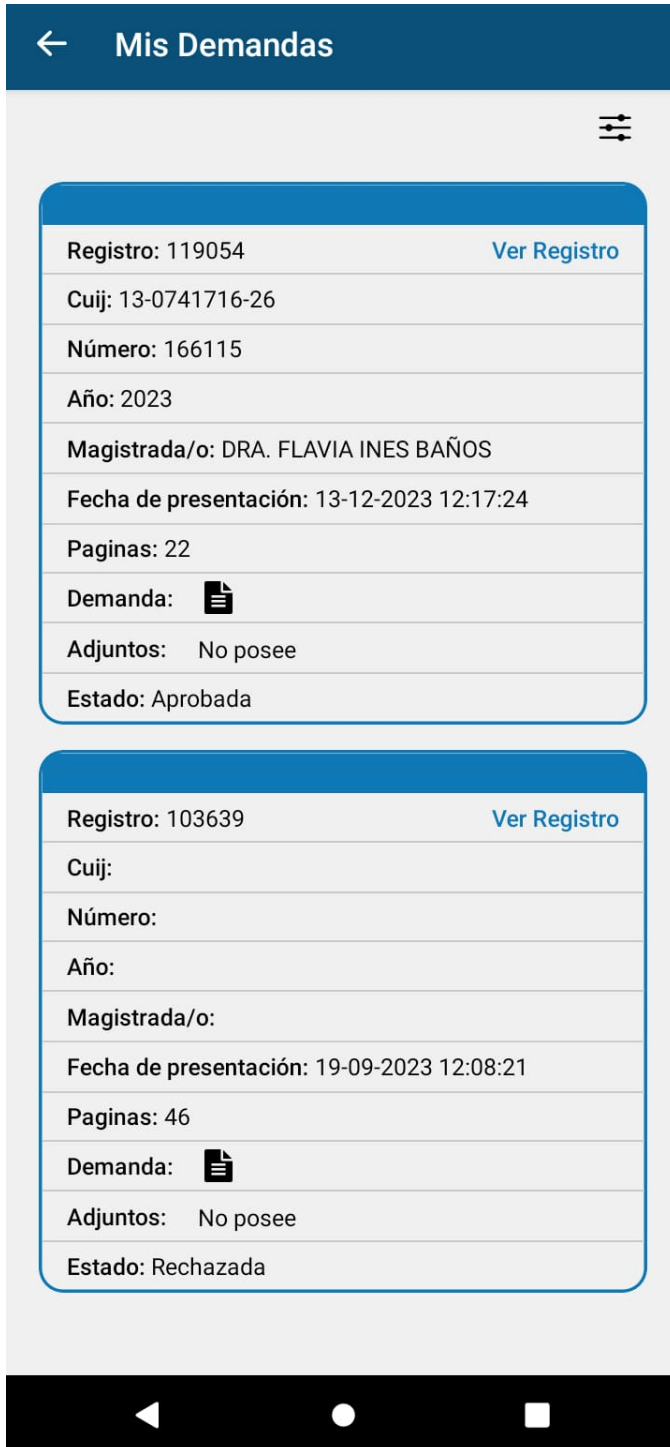 Mis Demandas
Registro: 119054 Ver Registro
Cuij: 13-0741716-26
Número: 166115
Año: 2023
Magistrada/o: DRA. FLAVIA INES BAÑOS
Fecha de presentación: 13-12-2023 12:17:24
Paginas: 22
Demanda:
Adjuntos: No posee
Estado: Aprobada
Registro: 103639 Ver Registro
Cuij:
Número:
Año:
Magistrada/o:
Fecha de presentación: 19-09-2023 12:08:21
Paginas: 46
Demanda:
Adjuntos: No posee
Estado: Rechazada